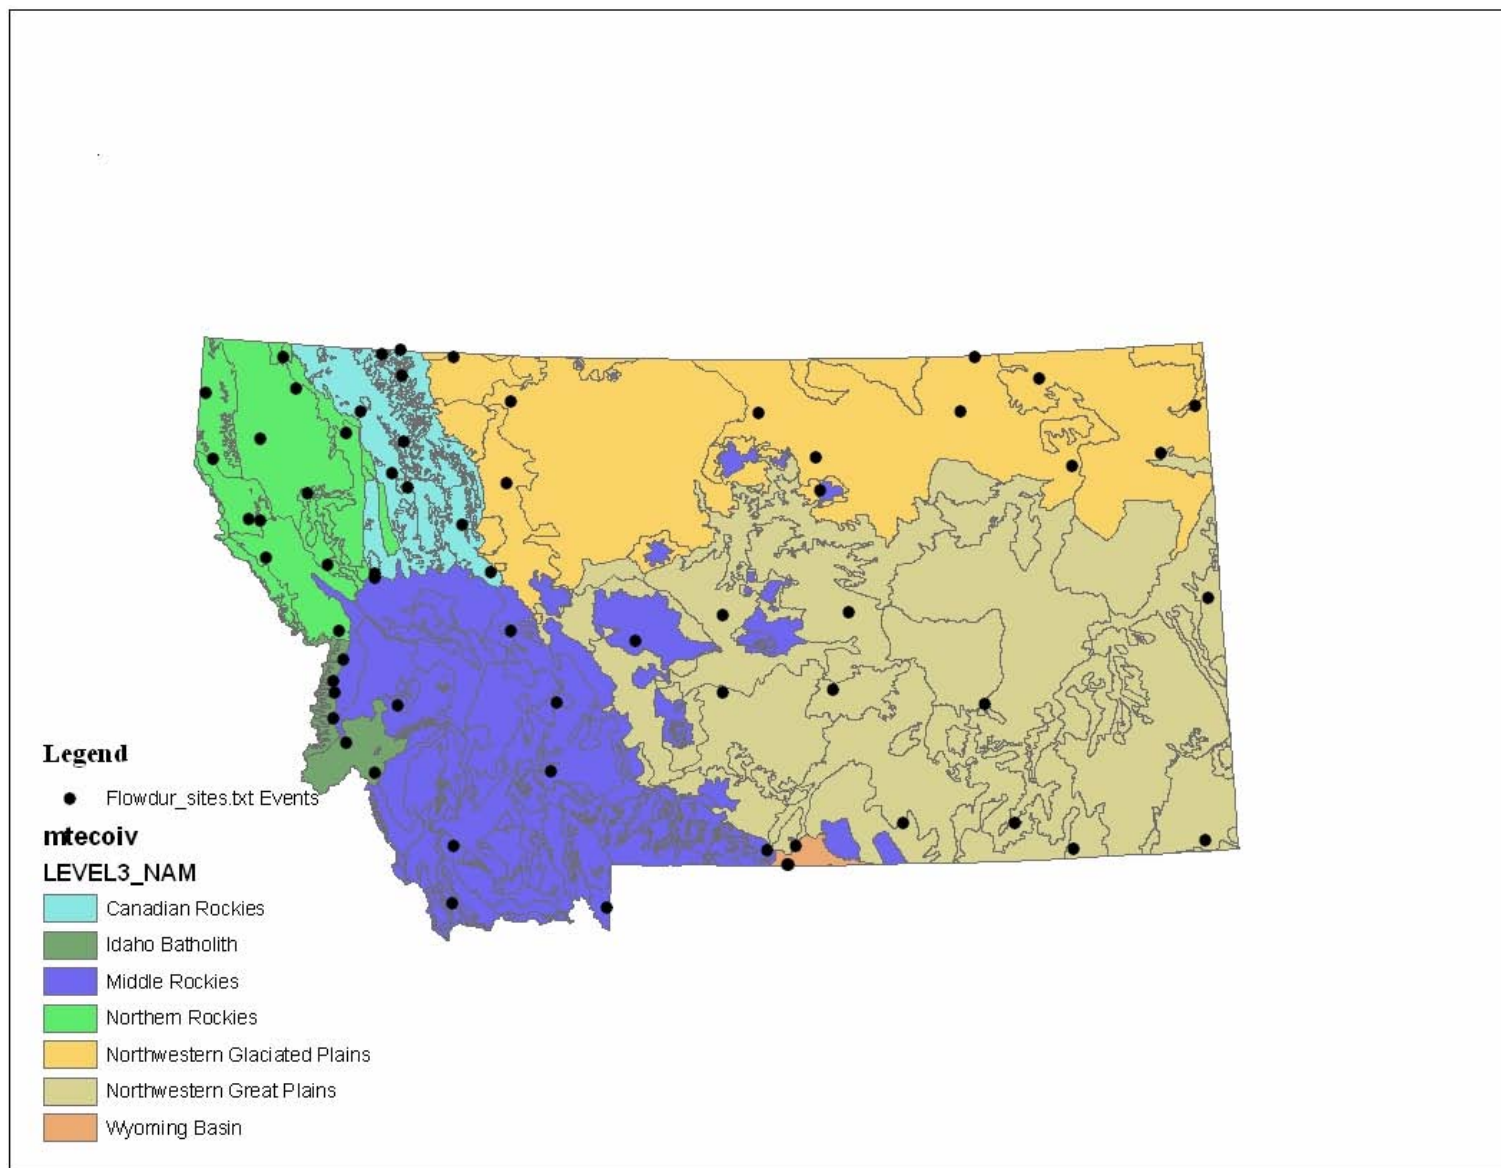 Legend
Flowdur_sites.txt Events
mtecoiv
LEVEL3_NAM
Canadian Rockies
Idaho Batholith
Middle Rockies
Northern Rockies
Northwestern Glaciated Plains
Northwestern Great Plains
Wyoming Basin